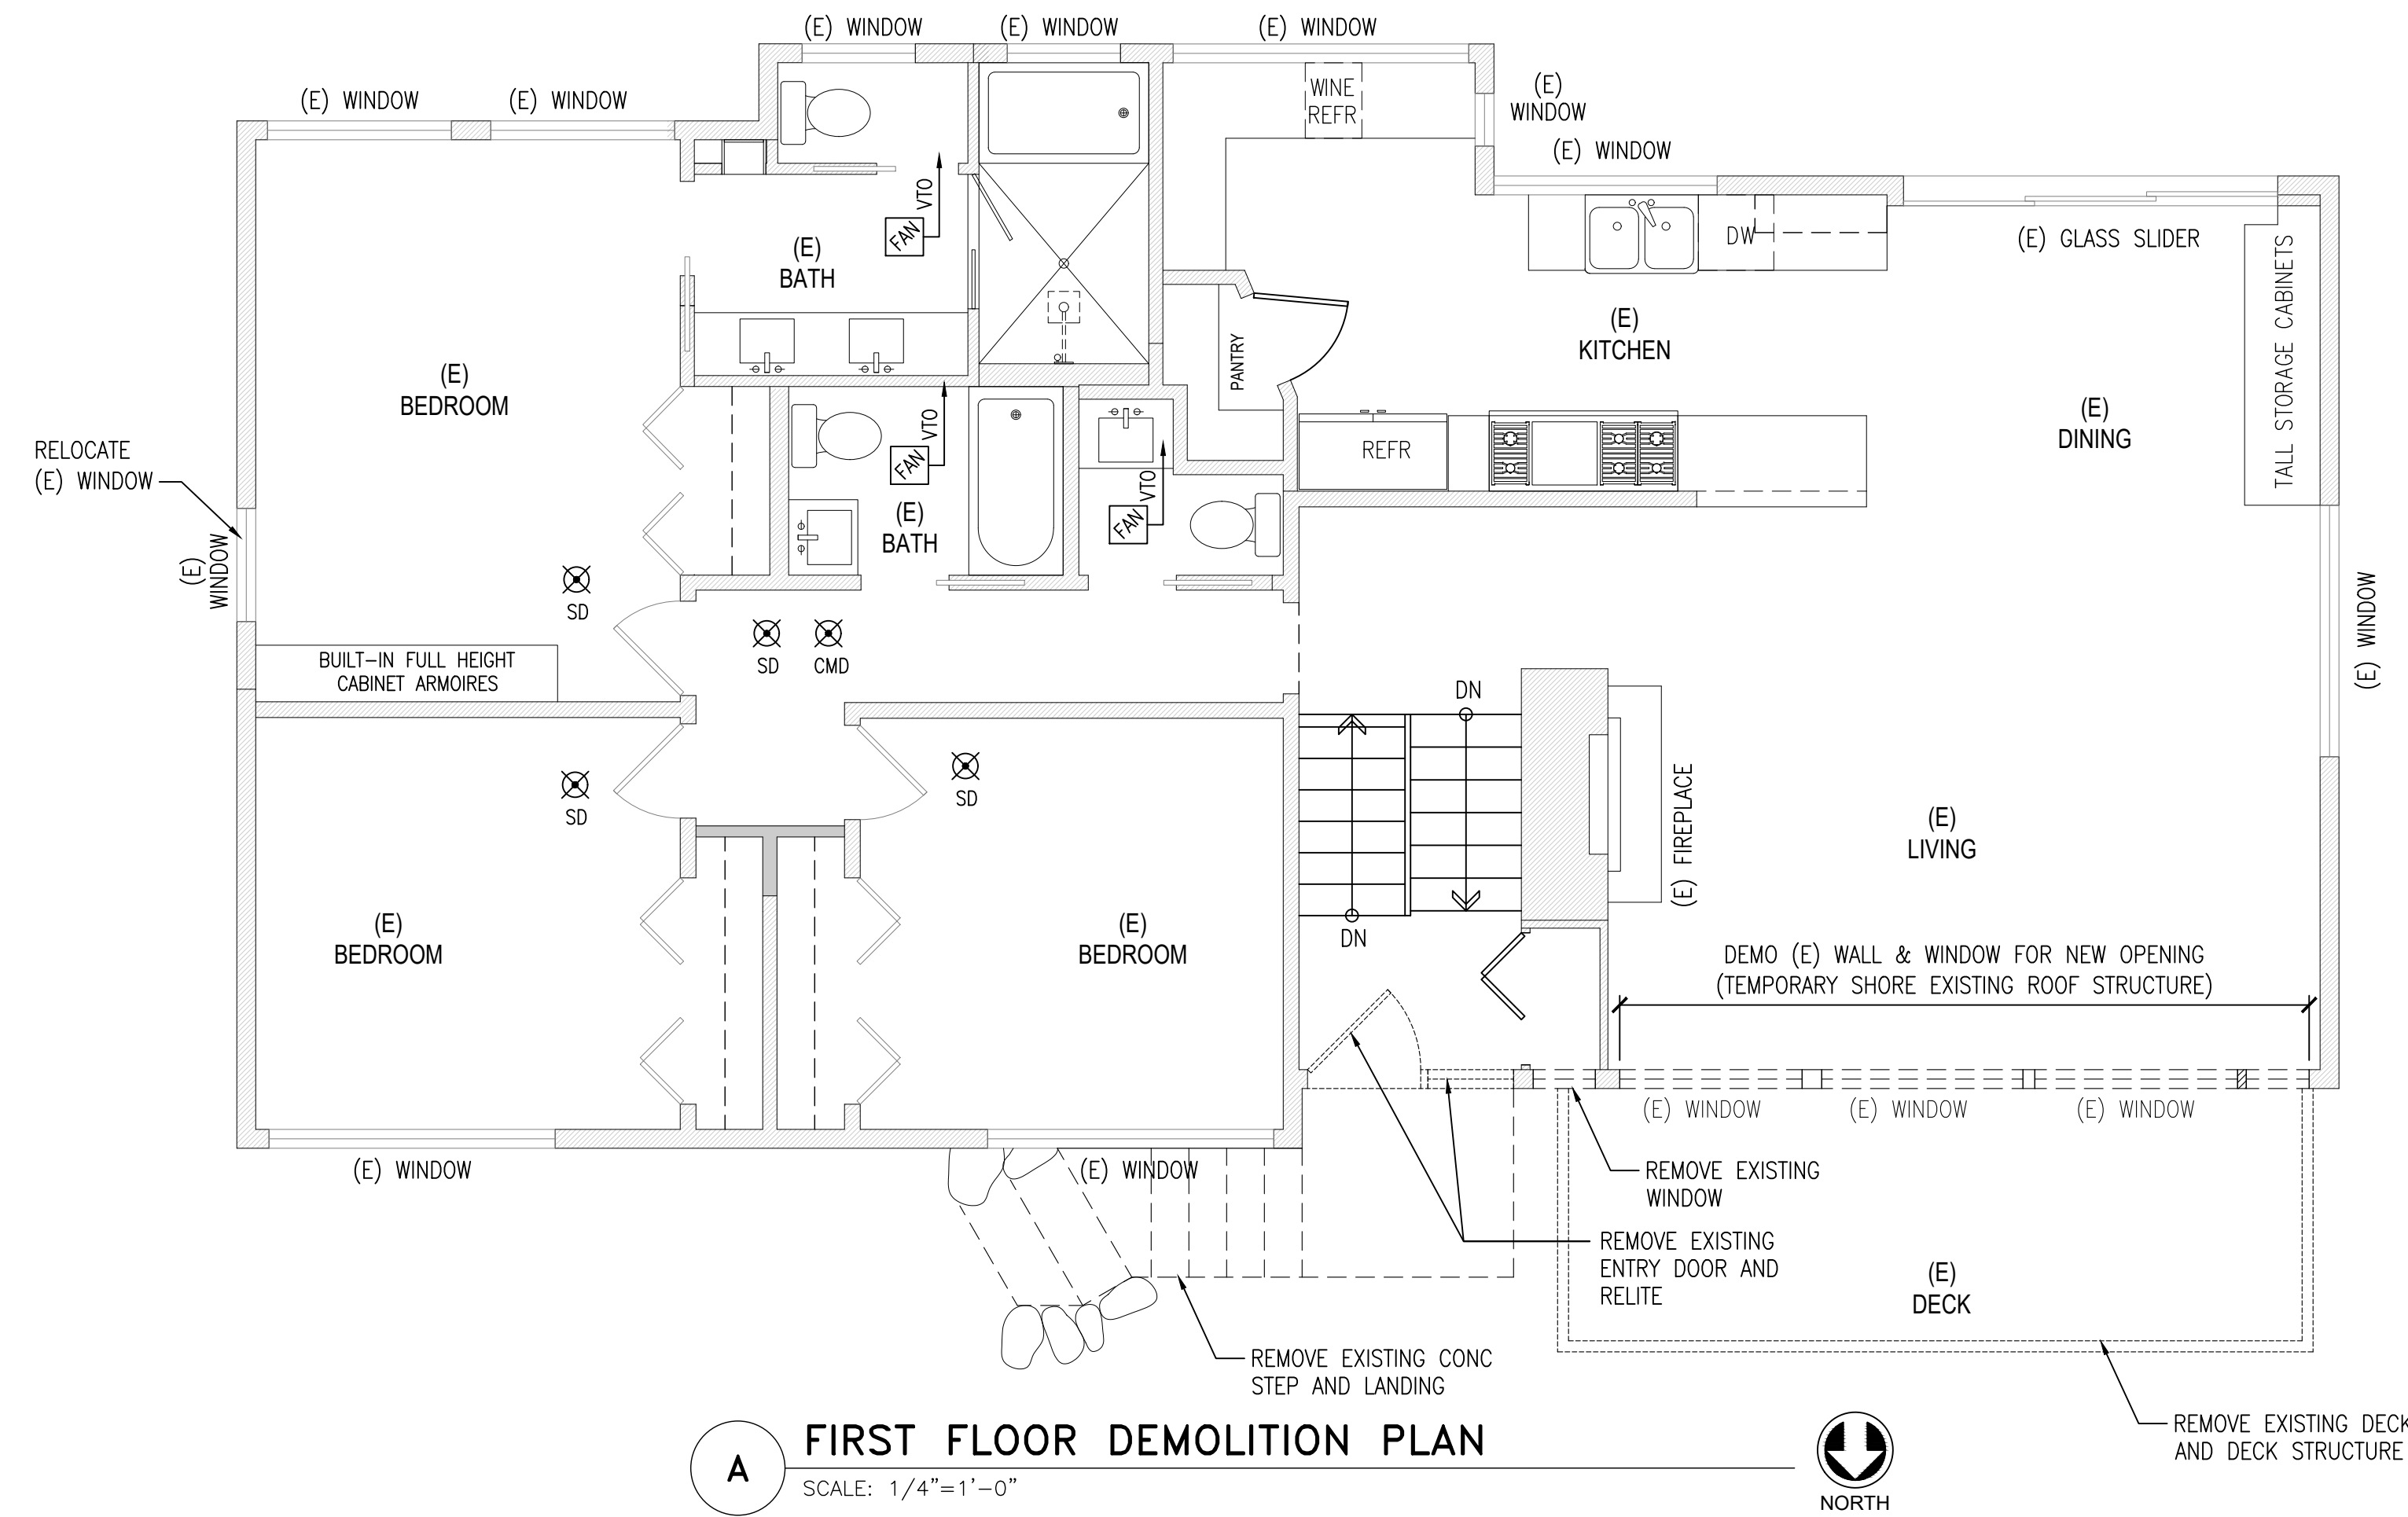 (E) WINDOW
(E) WINDOW
(E) WINDOW
(E) WINDOW
(E) WINDOW
(E)
WINDOW
(E) WINDOW
WINE
REFR
VTO
FAN
(E)
BATH
DW
(E) GLASS SLIDER
TALL STORAGE CABINETS
(E)
KITCHEN
PANTRY
(E)
BEDROOM
(E)
DINING
RELOCATE
(E) WINDOW
VTO
FAN
REFR
VTO
FAN
(E)
BATH
(E)
WINDOW
SD
SD
CMD
(E) WINDOW
BUILT-IN FULL HEIGHT
CABINET ARMOIRES
DN
SD
SD
(E) FIREPLACE
(E)
LIVING
(E)
BEDROOM
(E)
BEDROOM
DN
DEMO (E) WALL & WINDOW FOR NEW OPENING
(TEMPORARY SHORE EXISTING ROOF STRUCTURE)
(E) WINDOW
(E) WINDOW
(E) WINDOW
(E) WINDOW
(E) WINDOW
REMOVE EXISTING
WINDOW
REMOVE EXISTING
ENTRY DOOR AND
RELITE
(E)
DECK
REMOVE EXISTING CONC
STEP AND LANDING
REMOVE EXISTING DECK
AND DECK STRUCTURE
A
FIRST FLOOR DEMOLITION PLAN
SCALE: 1/4"=1'-0"
NORTH